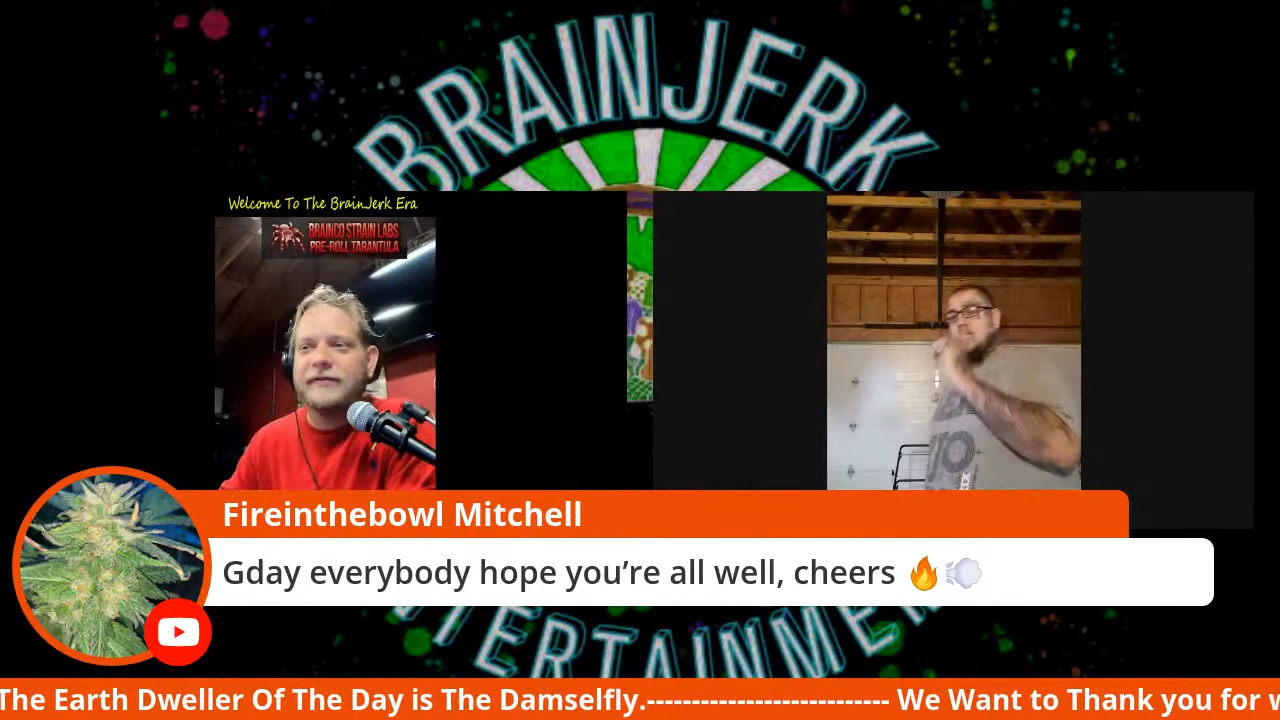 BRAINJERK
Welcome To The BrainJerk Era
BRAINCO STRAIN LABS
PRE-ROLL TARANTULA
Fireinthebowl Mitchell
Gday everybody hope you’re all well, cheers 🔥💨
The Earth Dweller Of The Day is The Damselfly.--------------------------- We Want to Thank you for w